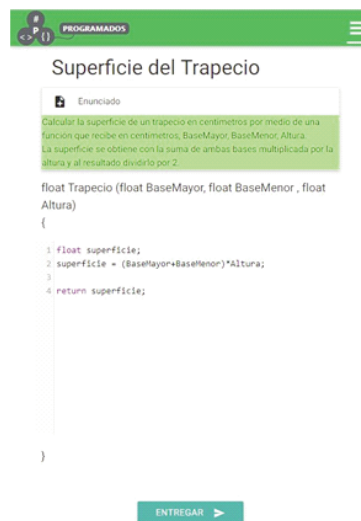 #
P
<> {}
PROGRAMADOS
Superficie del Trapecio
Enunciado
Calcular la superficie de un trapecio en centimetros por medio de una
función que recibe en centimetros, BaseMayor, BaseMenor, Altura.
La superficie se obtiene con la suma de ambas bases multiplicada por la
altura y al resultado dividirlo por 2.
float Trapecio (float BaseMayor, float BaseMenor , float
Altura)
{
1 float superficie;
2 superficie = (BaseMayor+BaseMenor)*Altura;
3
4 return superficie;
}
ENTREGAR